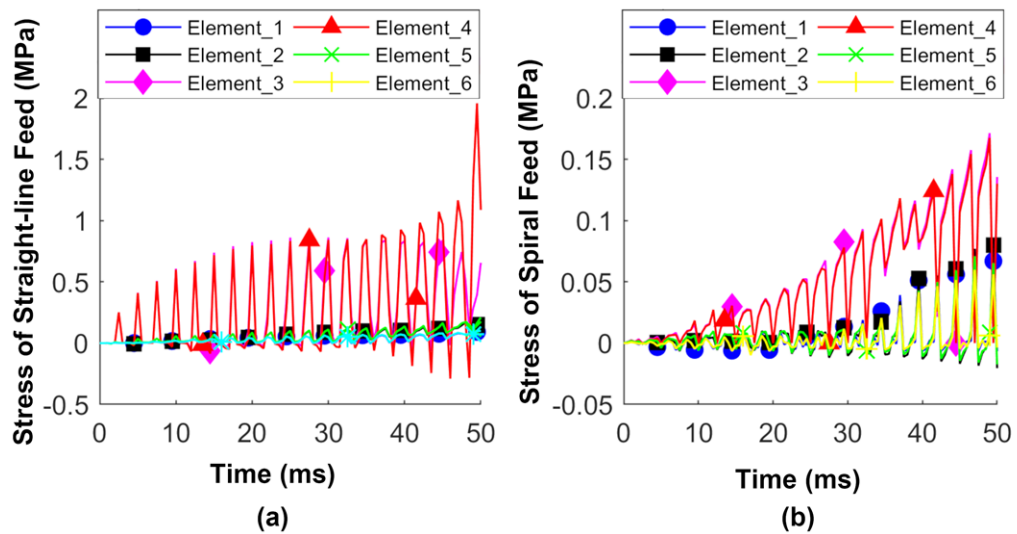 Element_1 Element_4
Element_2 Element_5
Element_3 Element_6
Stress of Straight-line Feed (MPa)
2
1.5
1
0.5
0
-0.5
0 10 20 30 40 50
Time (ms)
(a)
Element_1 Element_4
Element_2 Element_5
Element_3 Element_6
Stress of Spiral Feed (MPa)
0.2
0.15
0.1
0.05
0
-0.05
0 10 20 30 40 50
Time (ms)
(b)